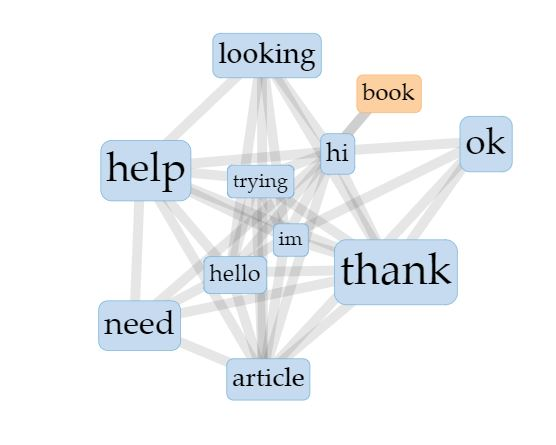 looking
book
ok
hi
help
trying
im
hello
thank
need
article